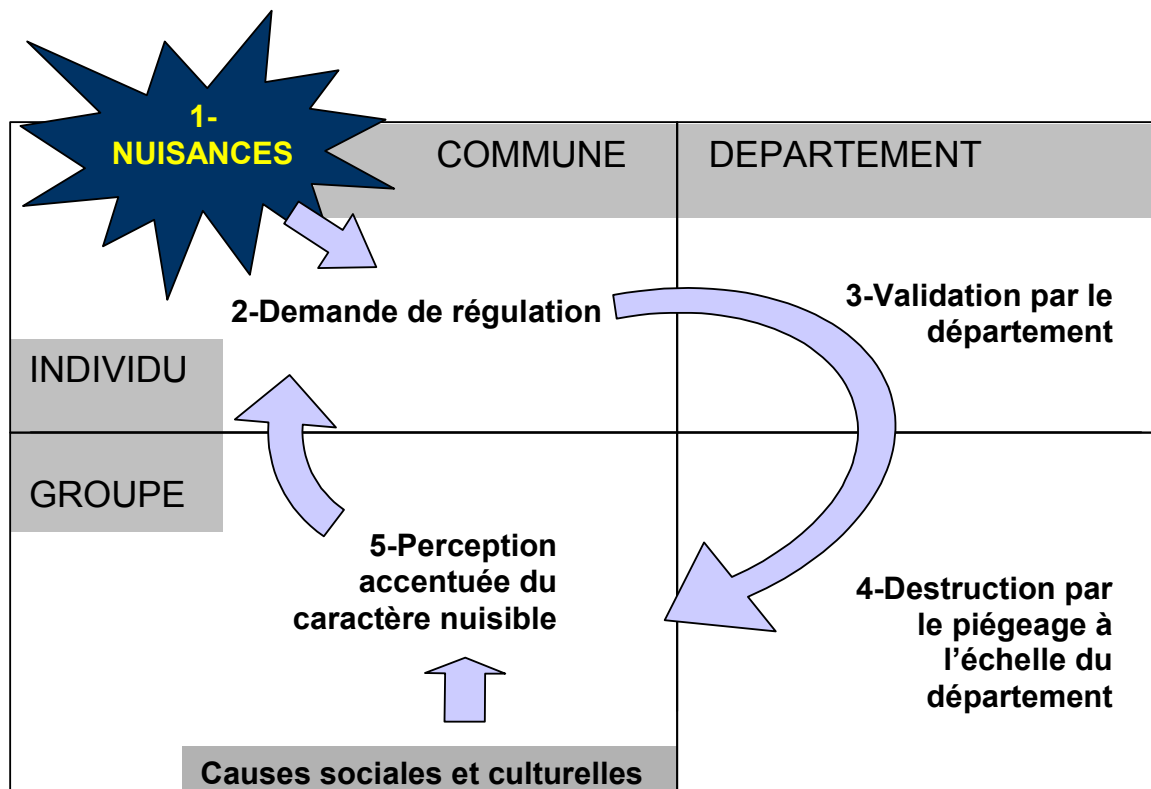 1-
NUISANCES
COMMUNE
DEPARTEMENT
2-Demande de régulation
3-Validation par le
département
INDIVIDU
GROUPE
5-Perception
accentuée du
caractère nuisible
4-Destruction par
le piégeage à
l’échelle du
département
Causes sociales et culturelles